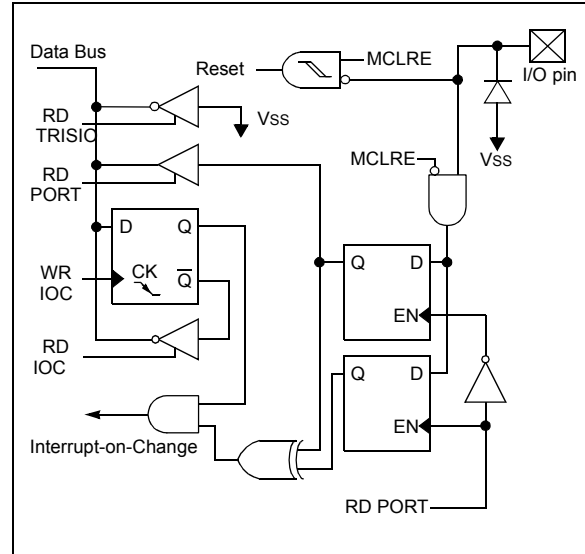 Data Bus
MCLRE
Reset
I/O pin
RD
TRISIO
VSS
VSS
RD
PORT
MCLRE
D
Q
Q
D
WR
IOC
CK
Q
EN
RD
IOC
Q
D
EN
Interrupt-on-Change
RD PORT